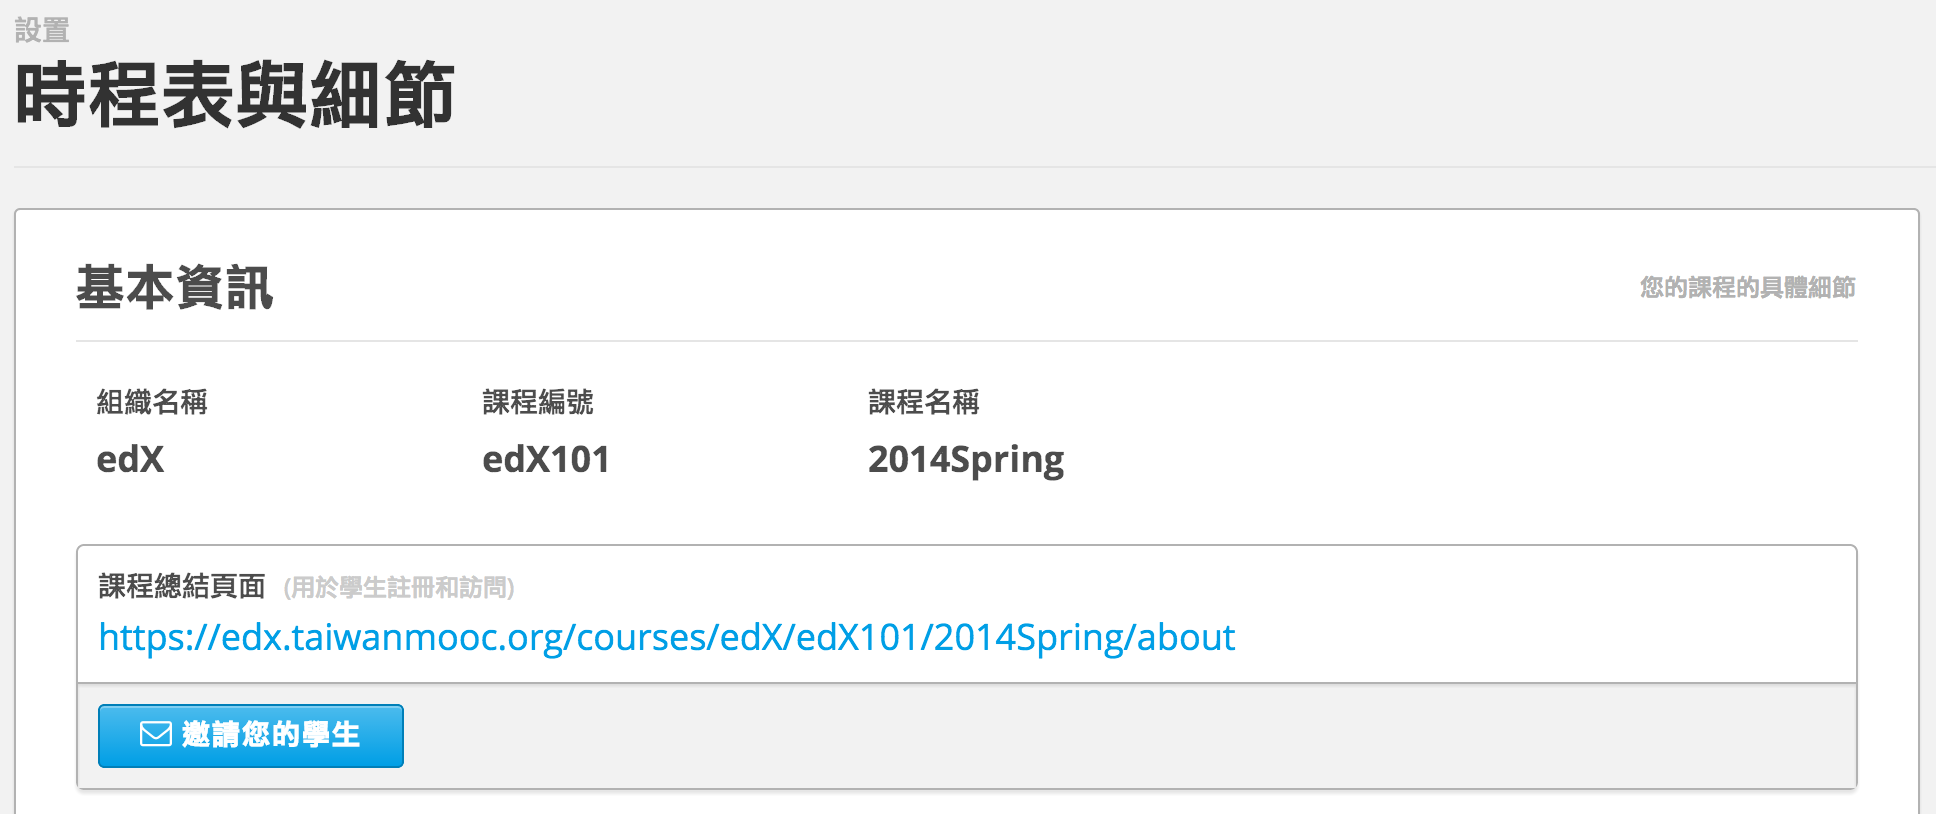 設置
時程表與細節
基本資訊
您的課程的具體細節
組織名稱 課程編號 課程名稱
edX edX101 2014Spring
課程總結頁面 (用於學生註冊和訪問)
https://edx.taiwanmooc.org/courses/edX/edX101/2014Spring/about
邀請您的學生